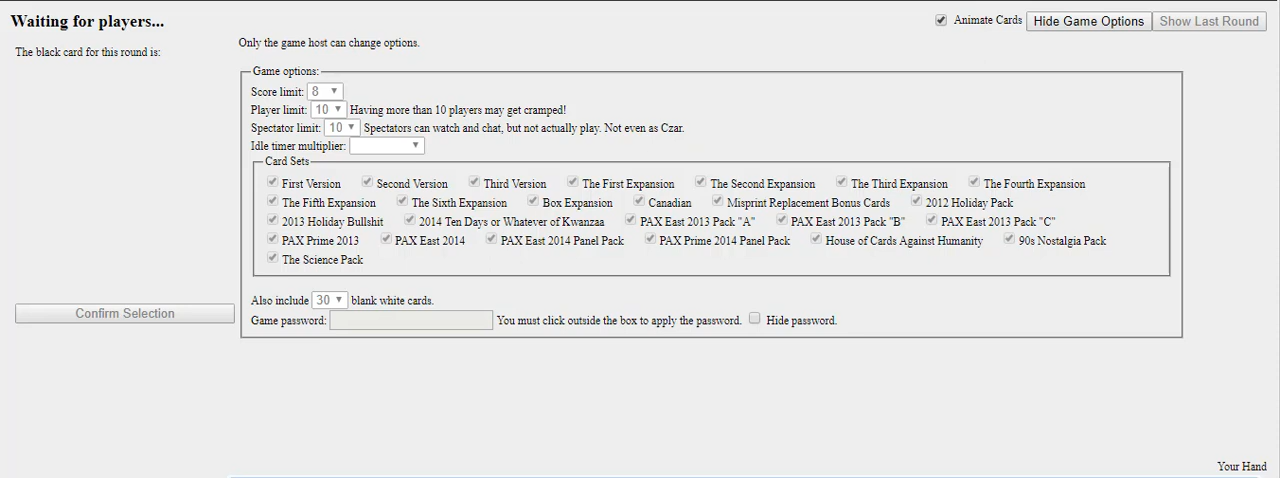 Waiting for players...
Animate Cards Hide Game Options Show Last Round
The black card for this round is:
Only the game host can change options.
Game options:
Score limit: 8
Player limit: 10 Having more than 10 players may get cramped!
Spectator limit: 10 Spectators can watch and chat, but not actually play. Not even as Czar.
Idle timer multiplier:
Card Sets
First Version Second Version Third Version The First Expansion The Second Expansion The Third Expansion The Fourth Expansion
The Fifth Expansion The Sixth Expansion Box Expansion Canadian Misprint Replacement Bonus Cards 2012 Holiday Pack
2013 Holiday Bullshit 2014 Ten Days or Whatever of Kwanzaa PAX East 2013 Pack "A" PAX East 2013 Pack "B" PAX East 2013 Pack "C"
PAX Prime 2013 PAX East 2014 PAX East 2014 Panel Pack PAX Prime 2014 Panel Pack House of Cards Against Humanity 90s Nostalgia Pack
The Science Pack
Also include 30 blank white cards.
Confirm Selection
Game password: You must click outside the box to apply the password. Hide password.
Your Hand